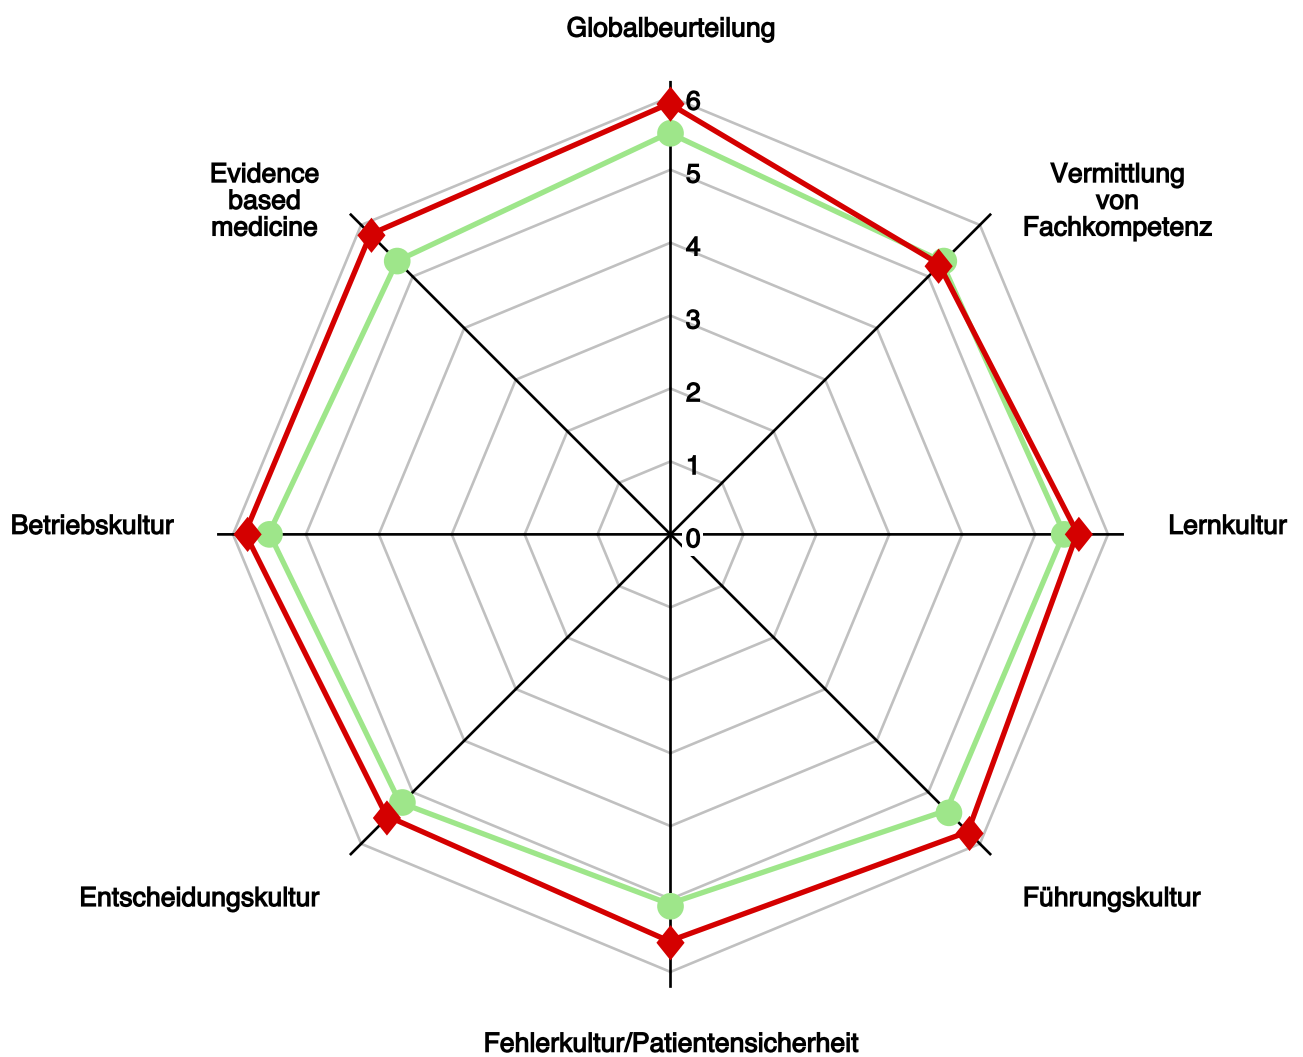 Globalbeurteilung
6
5
4
3
2
1
0
Evidence
based
medicine
Vermittlung
von
Fachkompetenz
Betriebskultur
Lernkultur
Entscheidungskultur
Führungskultur
Fehlerkultur/Patientensicherheit